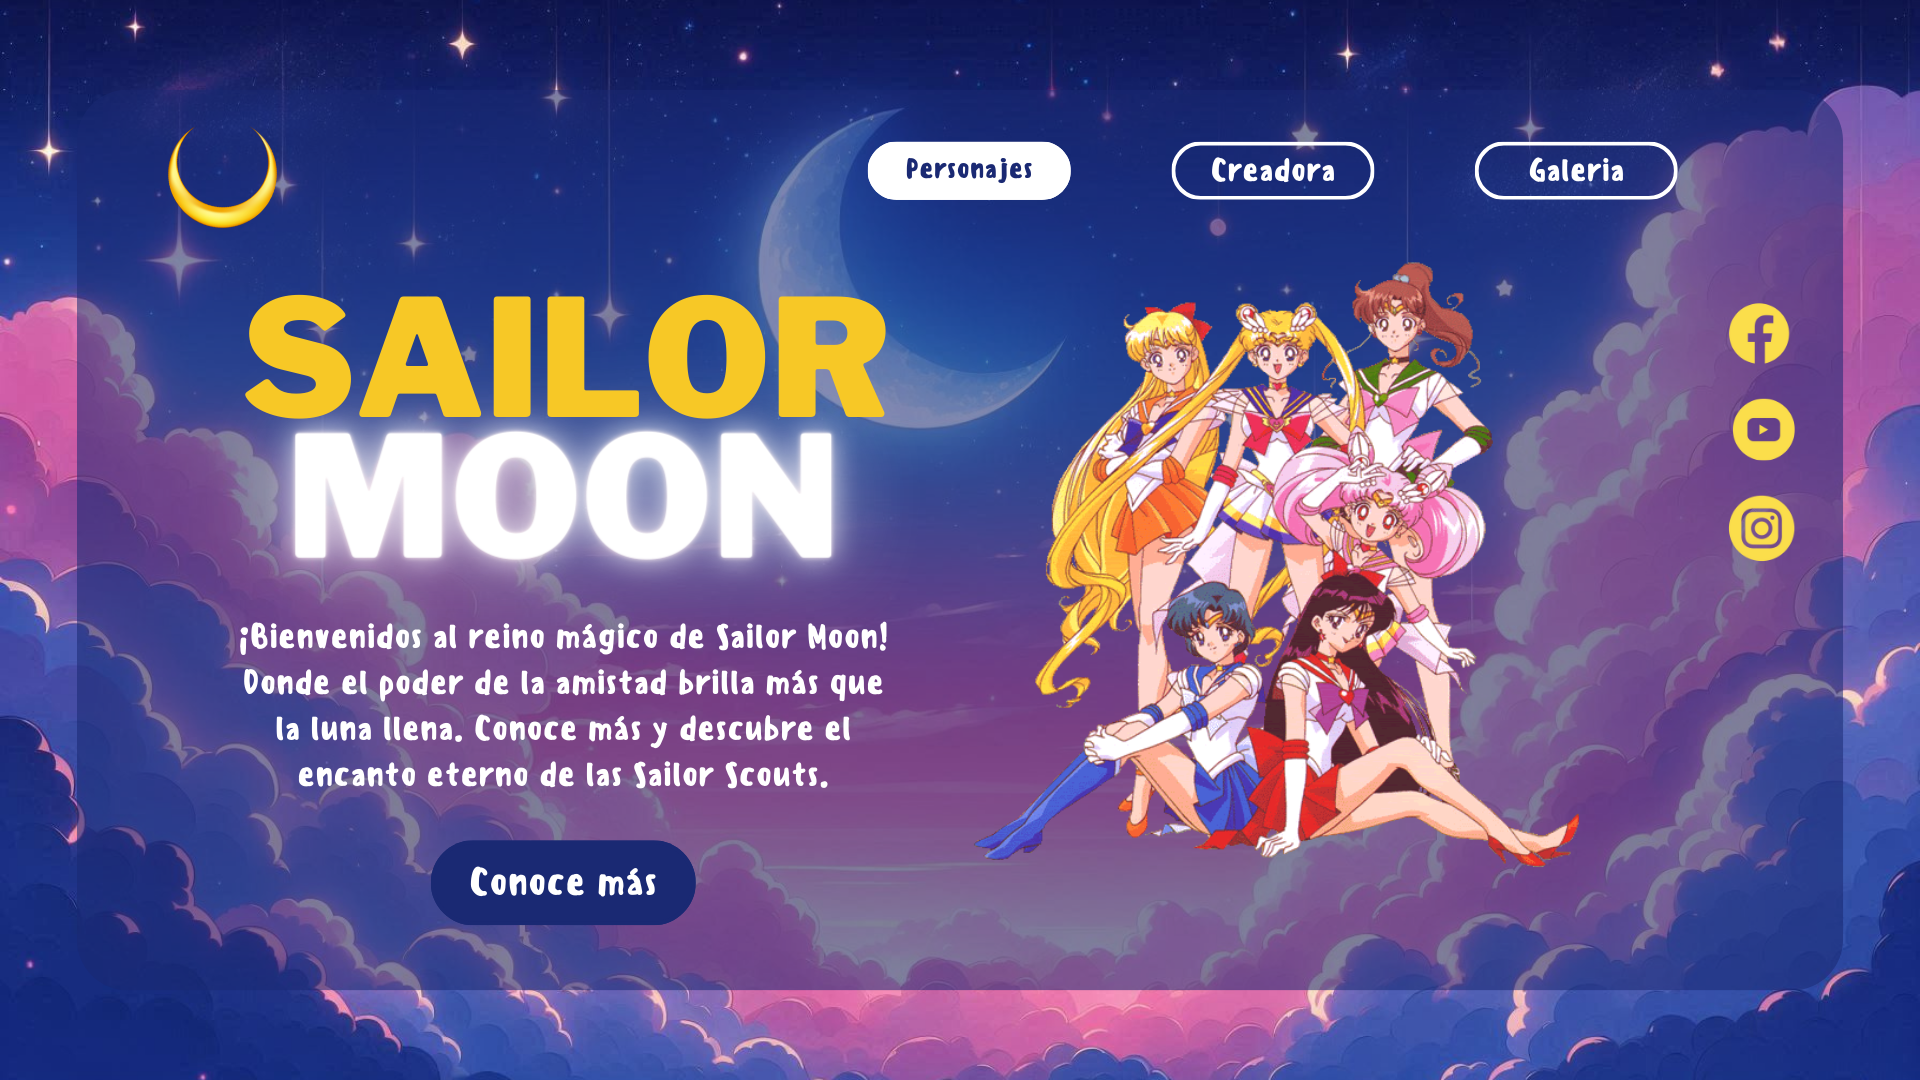 Personajes
Creadora
Galeria
SAILOR
MOON
¡Bienvenidos al reino mágico de Sailor Moon!
Donde el poder de la amistad brilla más que
la luna llena. Conoce más y descubre el
encanto eterno de las Sailor Scouts.
Conoce más